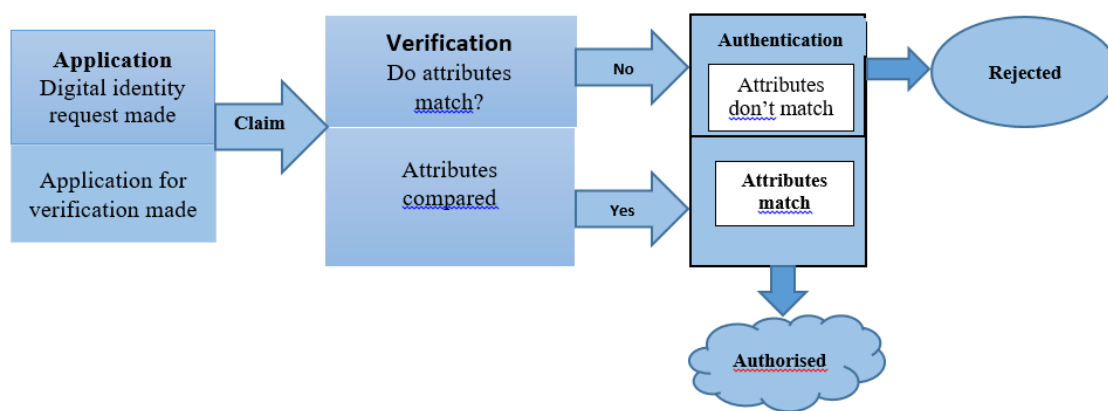 Application
Digital identity
request made
Application for
verification made
Claim
Verification
Do attributes
match?
Attributes
compared
No
Yes
Authentication
Attributes
don’t match
Attributes
match
Rejected
Authorised